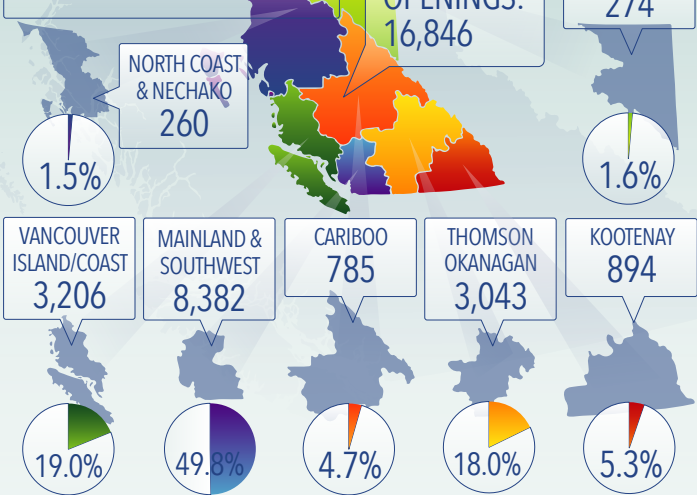 OPENINGS:
16,846
274
NORTH COAST
& NECHAKO
260
1.5%
1.6%
VANCOUVER
ISLAND/COAST
3,206
MAINLAND &
SOUTHWEST
8,382
CARIBOO
785
THOMSON
OKANAGAN
3,043
KOOTENAY
894
19.0%
49.8%
4.7%
18.0%
5.3%